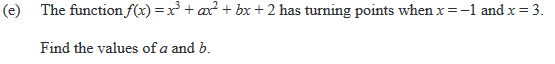 (e) The function f(x) = x³ + ax² + bx + 2 has turning points when x = −1 and x = 3.
Find the values of a and b.